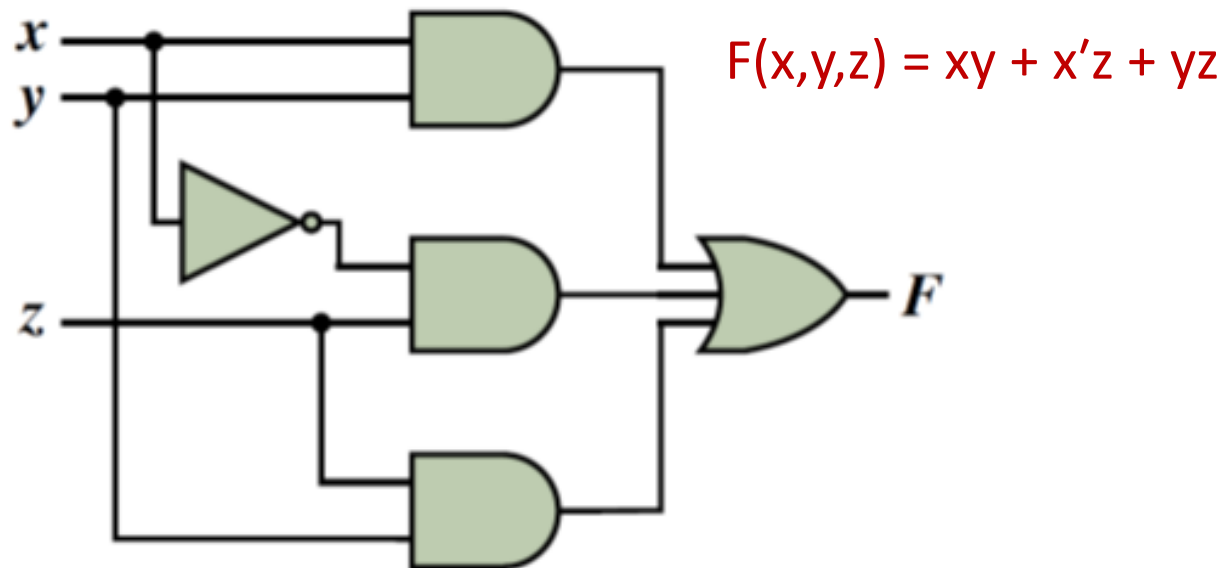 x
F(x,y,z) = xy + x′z + yz
y
z
F